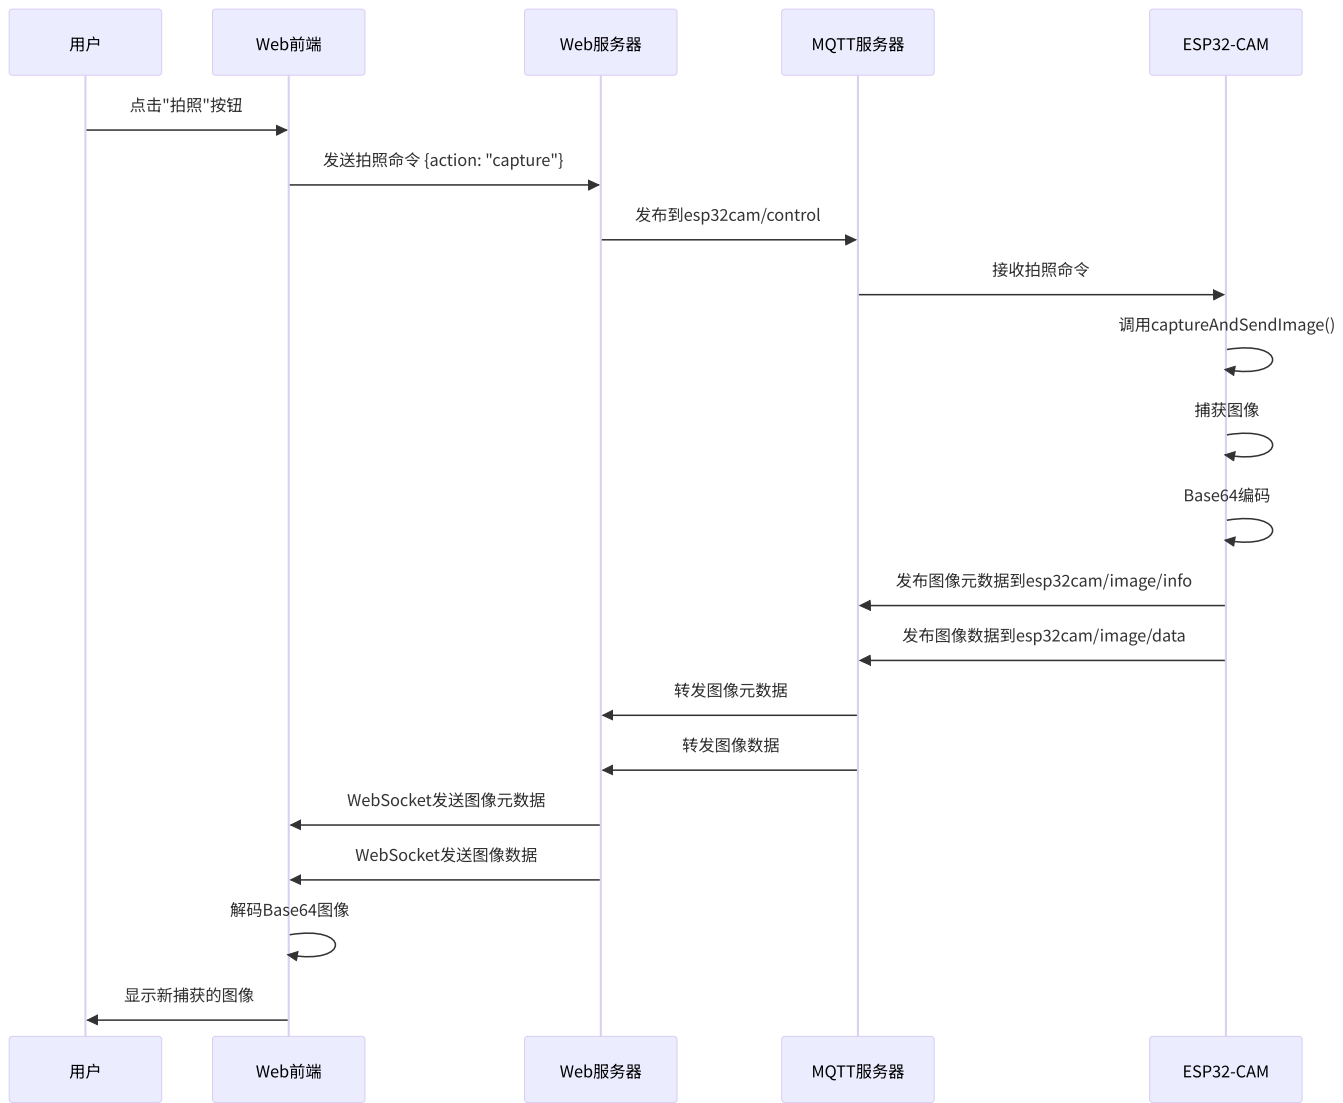 用户
Web前端
Web服务器
MQTT服务器
ESP32-CAM
点击"拍照"按钮
发送拍照命令 {action: "capture"}
发布到esp32cam/control
接收拍照命令
调用captureAndSendImage()
捕获图像
Base64编码
发布图像元数据到esp32cam/image/info
发布图像数据到esp32cam/image/data
转发图像元数据
转发图像数据
WebSocket发送图像元数据
WebSocket发送图像数据
解码Base64图像
显示新捕获的图像
用户
Web前端
Web服务器
MQTT服务器
ESP32-CAM